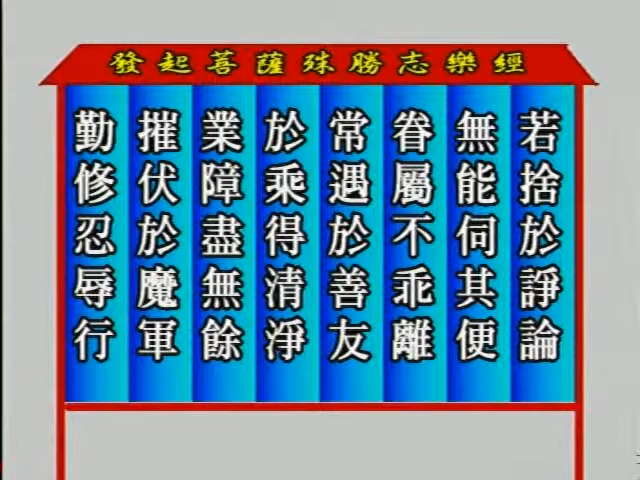 發起菩薩殊勝志樂經
若捨於諍論
無能伺其便
眷屬不乖離
常遇於善友
於乘得清淨
業障盡無餘
摧伏於魔軍
勤修忍辱行